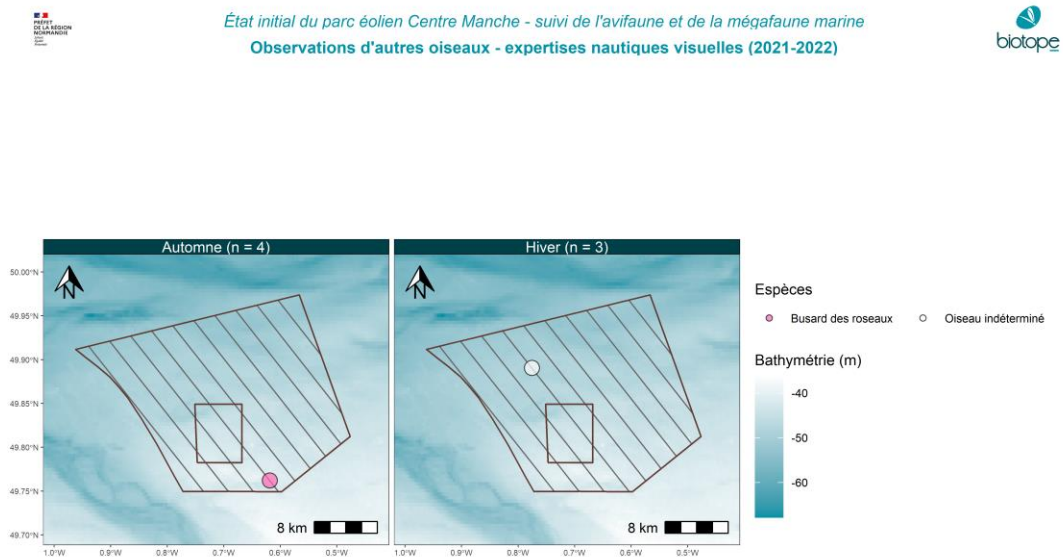 PRÉFET
DE LA RÉGION
NORMANDIE
État initial du parc éolien Centre Manche - suivi de l'avifaune et de la mégafaune marine
Observations d'autres oiseaux - expertises nautiques visuelles (2021-2022)
biotope
Automne (n = 4)
Hiver (n = 3)
50.00°N
49.95°N
49.90°N
49.85°N
49.80°N
49.75°N
49.70°N
N
N
8 km
8 km
1.0°W 0.9°W 0.8°W 0.7°W 0.6°W 0.5°W
1.0°W 0.9°W 0.8°W 0.7°W 0.6°W 0.5°W
Espèces
Busard des roseaux
Oiseau indéterminé
Bathymétrie (m)
-40
-50
-60